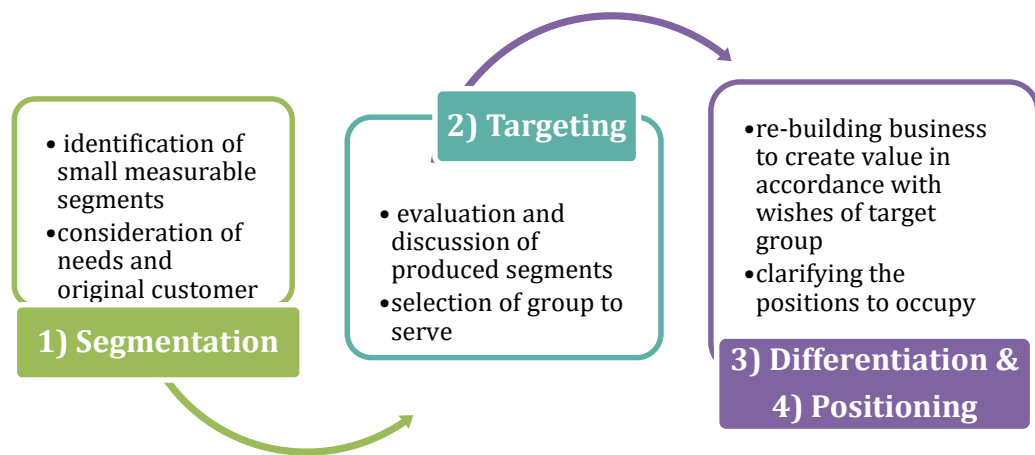 • identification of
small measurable
segments
•consideration of
needs and
original customer
1) Segmentation
2) Targeting
• evaluation and
discussion of
produced segments
•selection of group to
serve
•re-building business
to create value in
accordance with
wishes of target
group
•clarifying the
positions to occupy
3) Differentiation &
4) Positioning